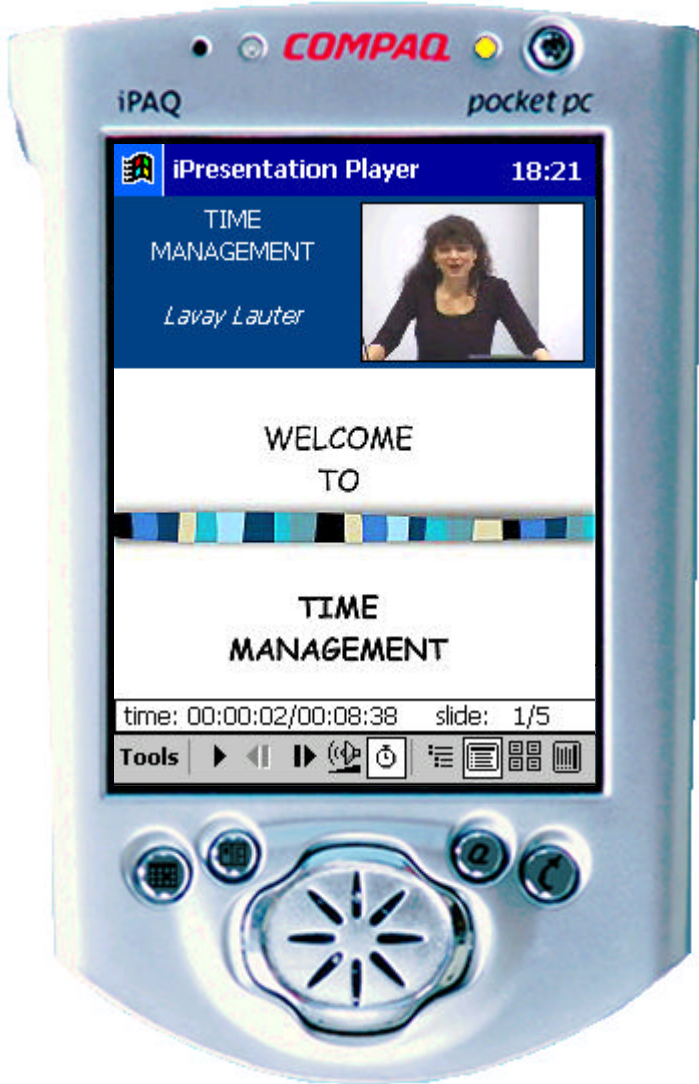 COMPAQ
iPAQ pocket pc
iPresentation Player 18:21
TIME
MANAGEMENT
Lavay Lauter
WELCOME
TO
TIME
MANAGEMENT
time: 00:00:02/00:08:38 slide: 1/5
Tools